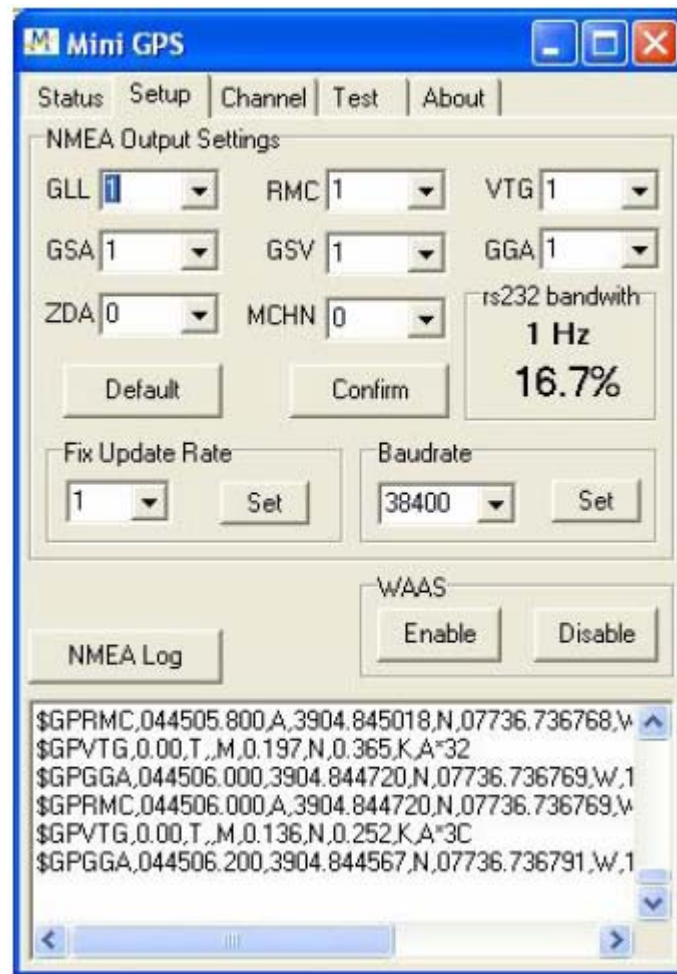 Mini GPS
Status Setup Channel Test About
NMEA Output Settings
GLL 1 RMC 1 VTG 1
GSA 1 GSV 1 GGA 1
ZDA 0 MCHN 0
rs232 bandwith
1 Hz
16.7%
Default Confirm
Fix Update Rate
1 Set
Baudrate
38400 Set
WAAS
Enable Disable
NMEA Log
$GPRMC,044505.800,A,3904.845018,N,07736.736768,W
$GPVTG,0.00,T,,M,0.197,N,0.365,K,A*32
$GPGGA,044506.000,3904.844720,N,07736.736769,W,1
$GPRMC,044506.000,A,3904.844720,N,07736.736769,W
$GPVTG,0.00,T,,M,0.136,N,0.252,K,A*3C
$GPGGA,044506.200,3904.844567,N,07736.736791,W,1